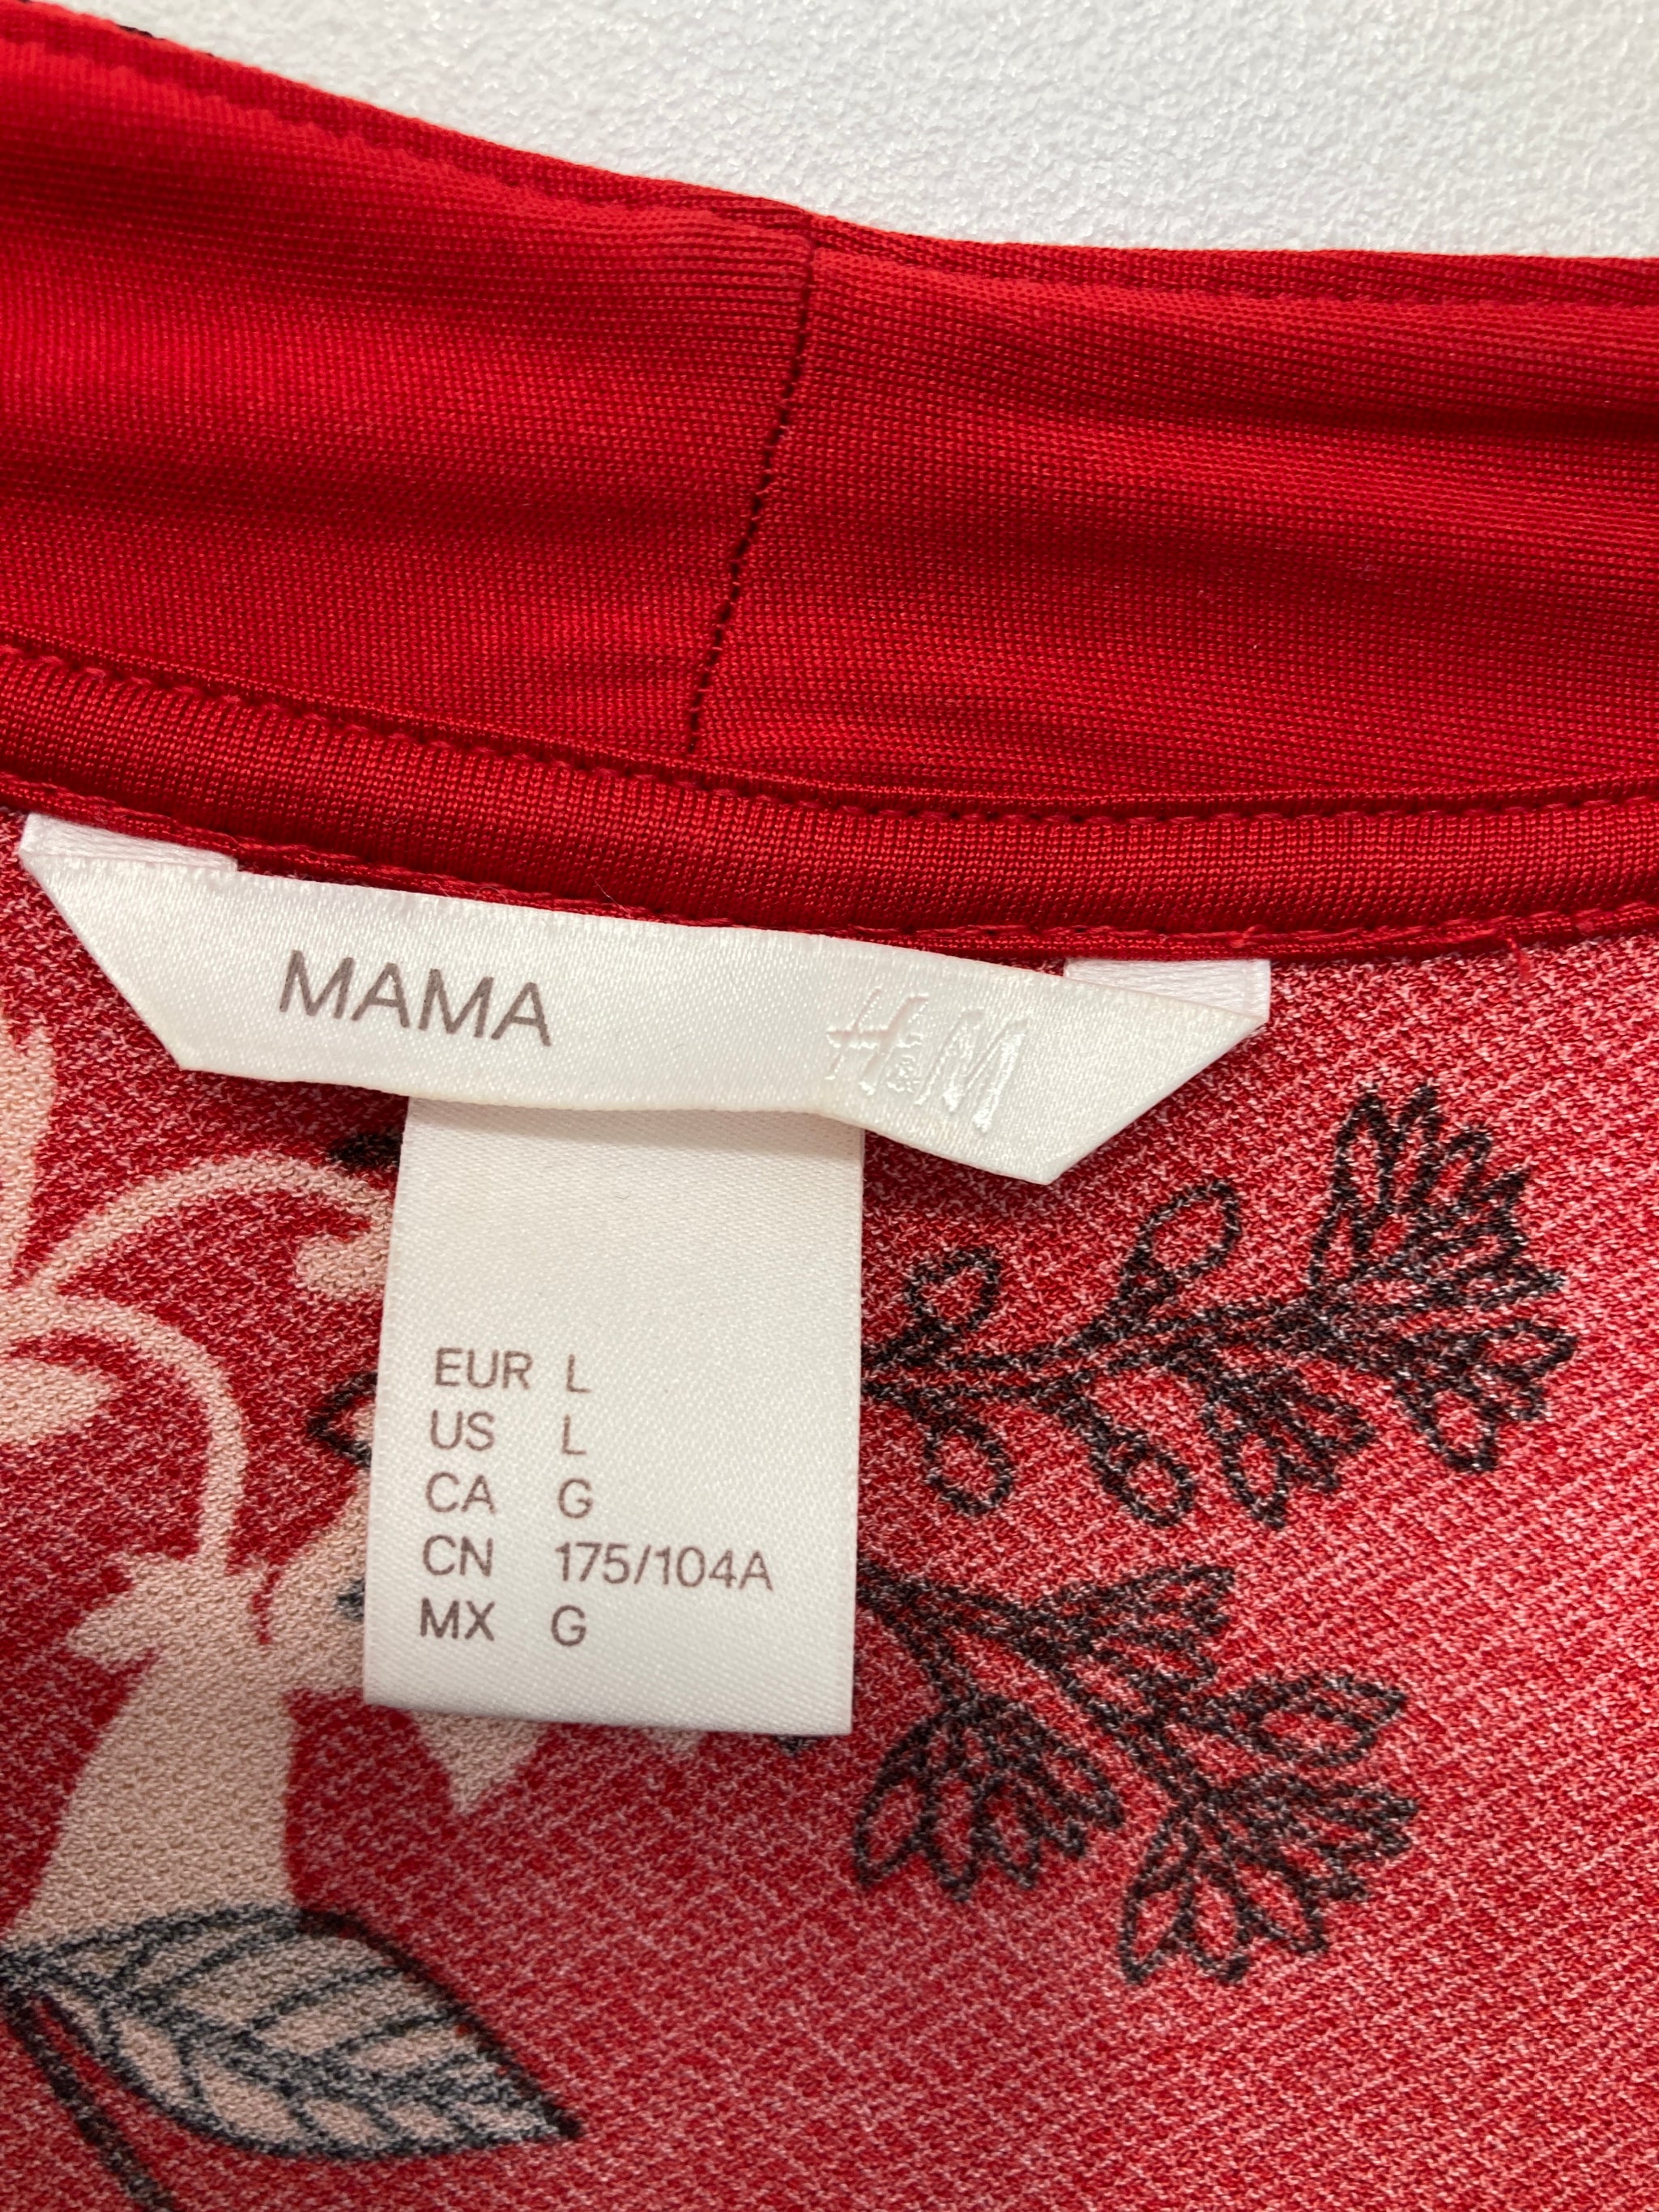 MAMA H&M
EUR L
US L
CA G
CN 175/104A
MX G